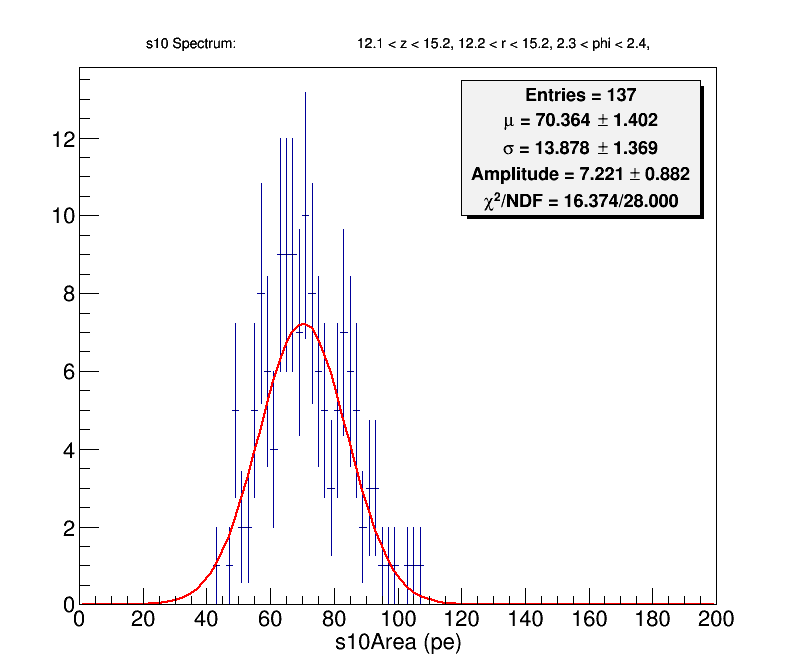 s10 Spectrum: 12.1 < z < 15.2, 12.2 < r < 15.2, 2.3 < phi < 2.4,
Entries = 137
μ = 70.364 ± 1.402
σ = 13.878 ± 1.369
Amplitude = 7.221 ± 0.882
χ²/NDF = 16.374/28.000
12
10
8
6
4
2
0
0 20 40 60 80 100 120 140 160 180 200
s10Area (pe)